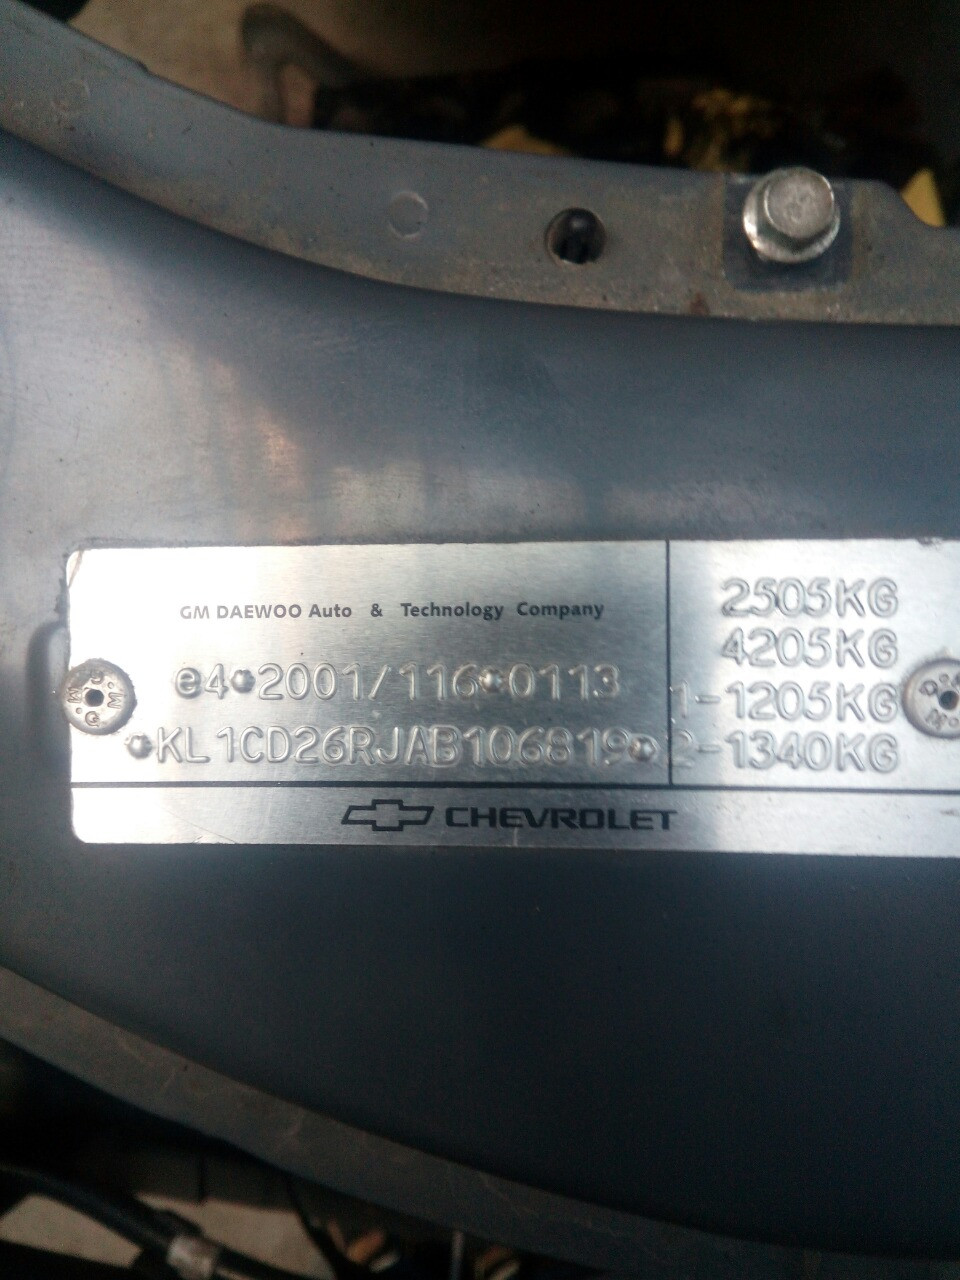 GM DAEWOO Auto & Technology Company
e4*2001/116*0113
*KL1CD26RJAB106819*
2505KG
4205KG
1-1205KG
2-1340KG
CHEVROLET